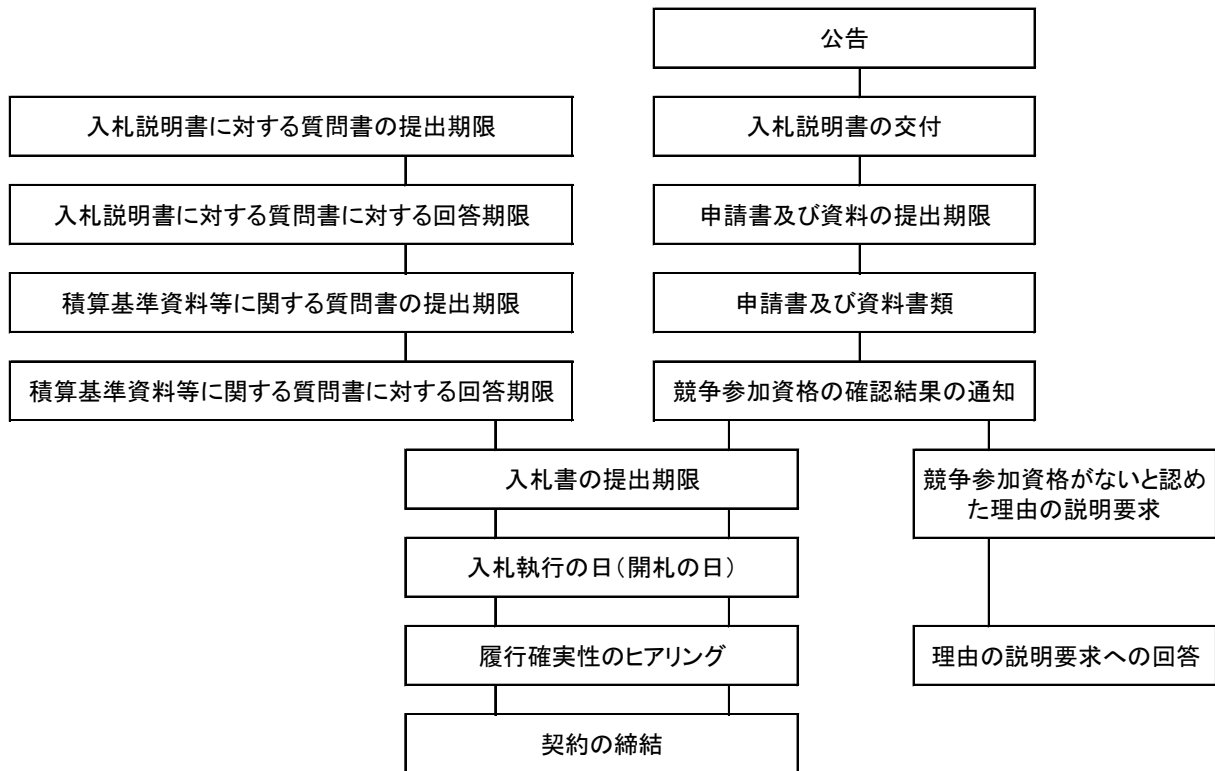 公告
入札説明書に対する質問書の提出期限
入札説明書の交付
入札説明書に対する質問書に対する回答期限
申請書及び資料の提出期限
積算基準資料等に関する質問書の提出期限
申請書及び資料書類
積算基準資料等に関する質問書に対する回答期限
競争参加資格の確認結果の通知
入札書の提出期限
競争参加資格がないと認め
た理由の説明要求
入札執行の日(開札の日)
履行確実性のヒアリング
理由の説明要求への回答
契約の締結